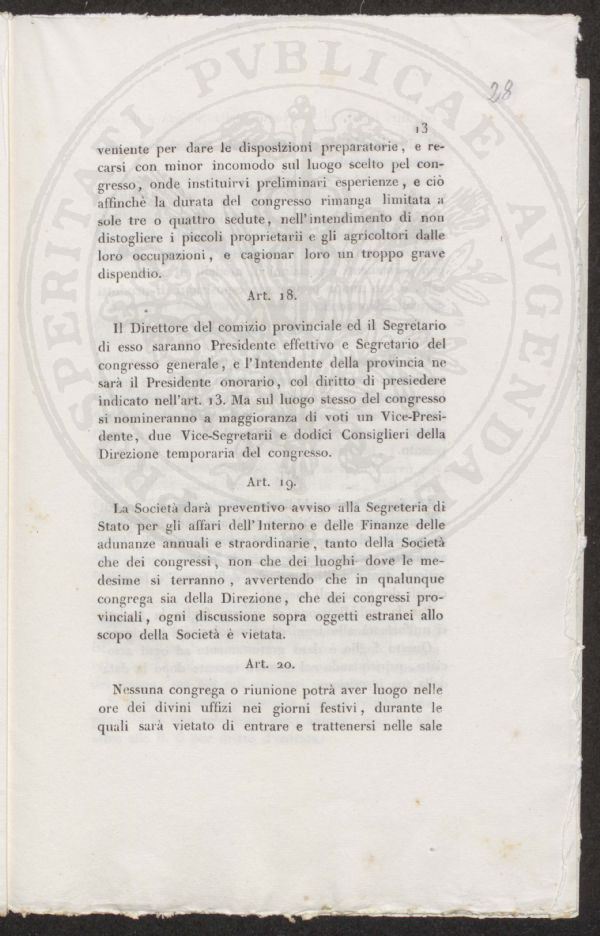 28
13
veniente per dare le disposizioni preparatorie, e re-
carsi con minor incomodo sul luogo scelto pel con-
gresso, onde instituirvi preliminari esperienze, e ciò
affinchè la durata del congresso rimanga limitata a
sole tre o quattro sedute, nell'intendimento di non
distogliere i piccoli proprietarii e gli agricoltori dalle
loro occupazioni, e cagionar loro un troppo grave
dispendio.
Art. 18.
Il Direttore del comizio provinciale ed il Segretario
di esso saranno Presidente effettivo e Segretario del
congresso generale, e l'Intendente della provincia ne
sarà il Presidente onorario, col diritto di presiedere
indicato nell'art. 13. Ma sul luogo stesso del congresso
si nomineranno a maggioranza di voti un Vice-Presi-
dente, due Vice-Segretarii e dodici Consiglieri della
Direzione temporaria del congresso.
Art. 19.
La Società darà preventivo avviso alla Segreteria di
Stato per gli affari dell'Interno e delle Finanze delle
adunanze annuali e straordinarie, tanto della Società
che dei congressi, non che dei luoghi dove le me-
desime si terranno, avvertendo che in qualunque
congrega sia della Direzione, che dei congressi pro-
vinciali, ogni discussione sopra oggetti estranei allo
scopo della Società è vietata.
Art. 20.
Nessuna congrega o riunione potrà aver luogo nelle
ore dei divini uffizi nei giorni festivi, durante le
quali sarà vietato di entrare e trattenersi nelle sale
PROSPERITATI PVBLICAE AVGENDAE